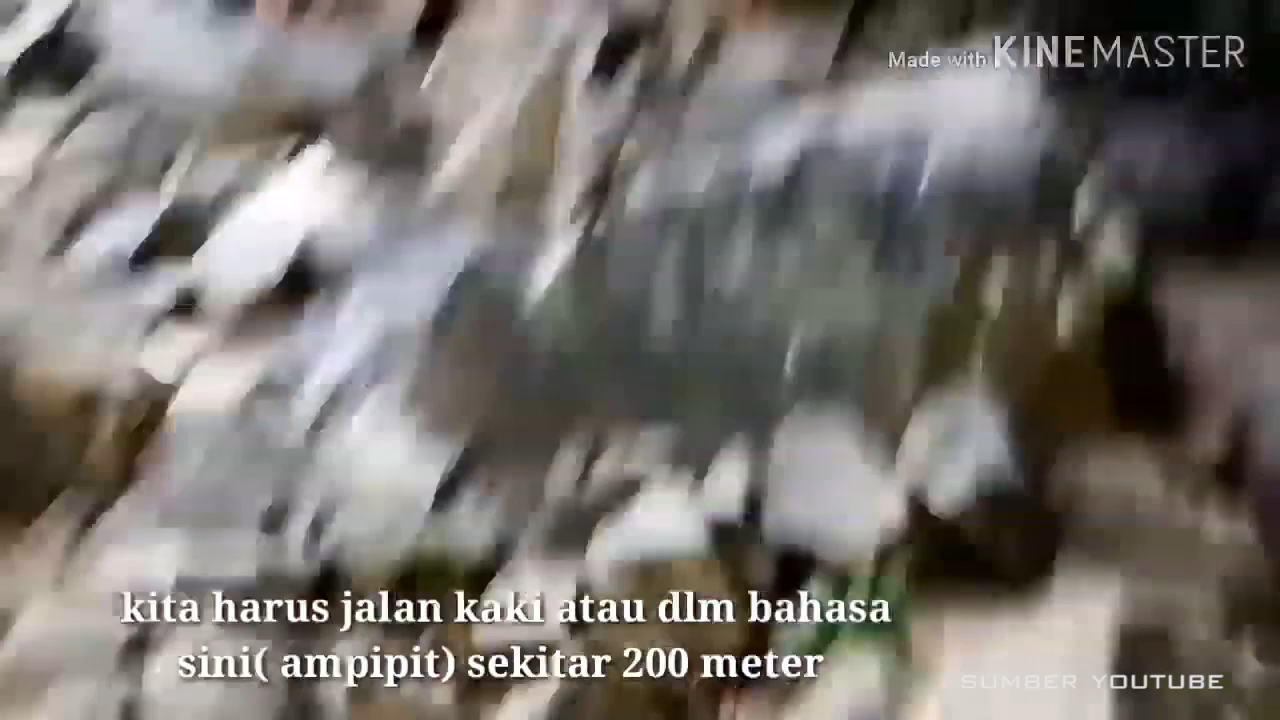 Made with KINEMASTER
kita harus jalan kaki atau dlm bahasa
sini( ampipit) sekitar 200 meter
SUMBER YOUTUBE